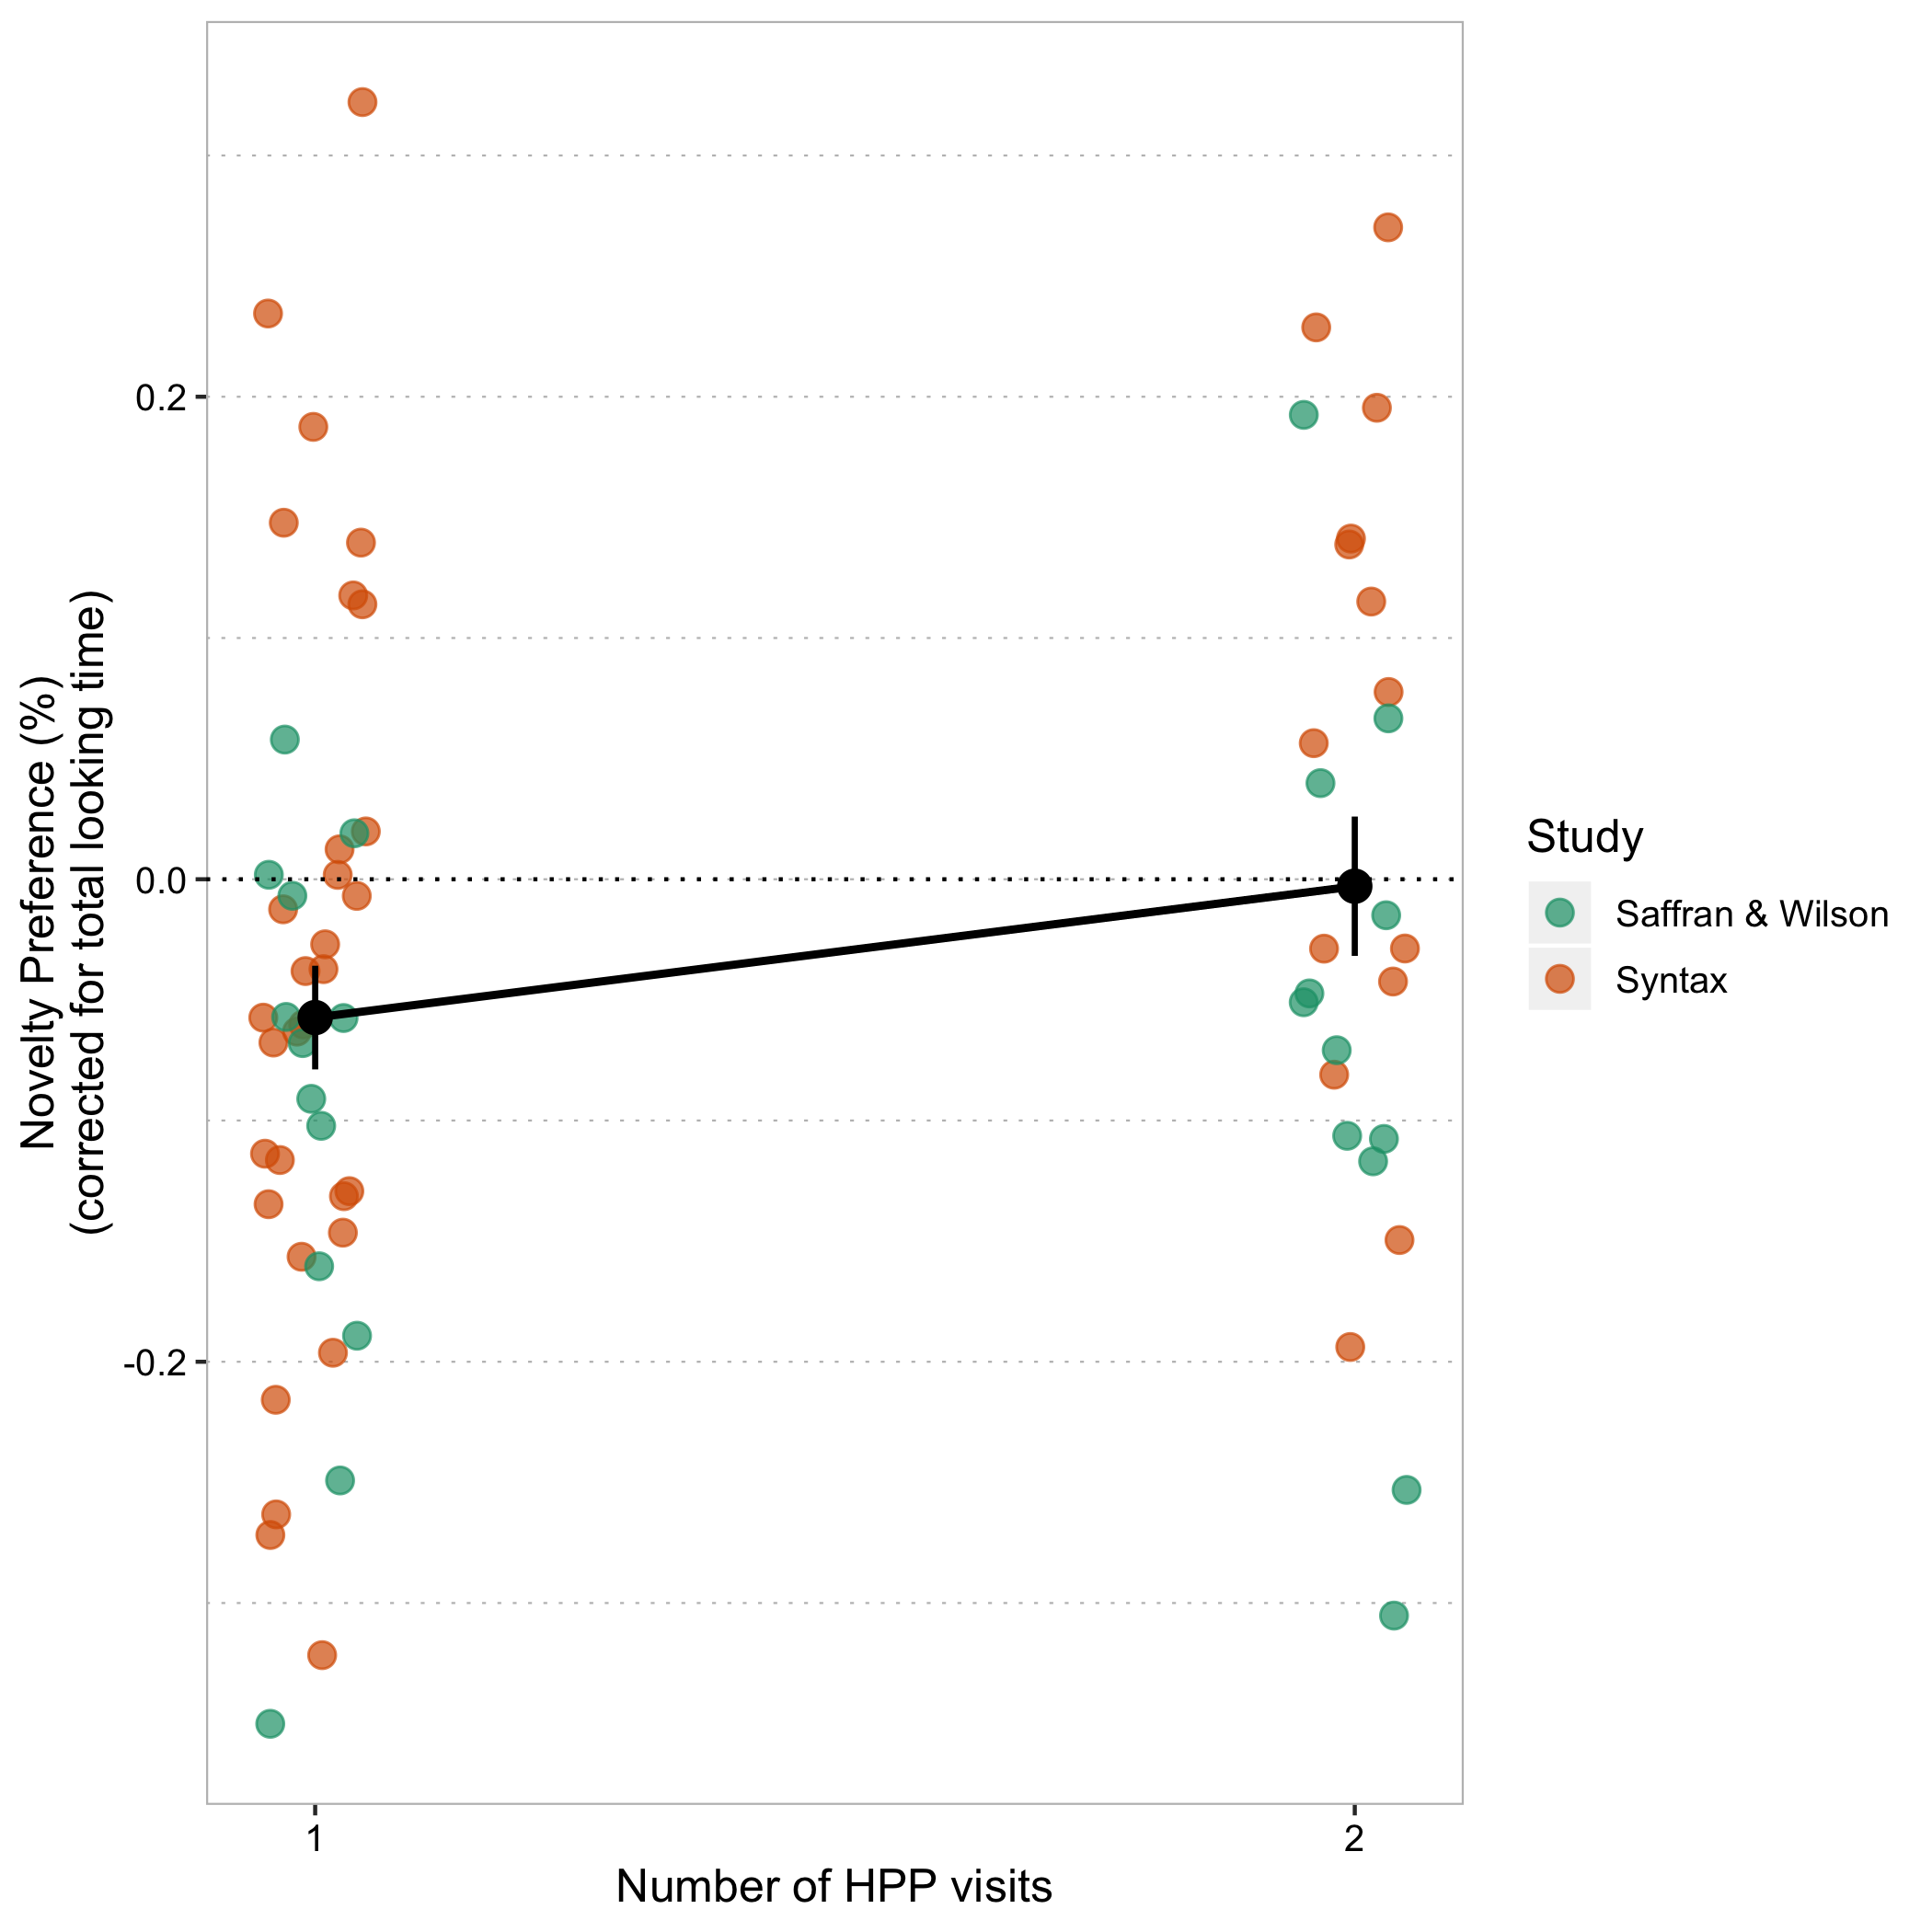 Novelty Preference (%)
(corrected for total looking time)
0.2
0.0
-0.2
1
2
Number of HPP visits
Study
Saffran & Wilson
Syntax